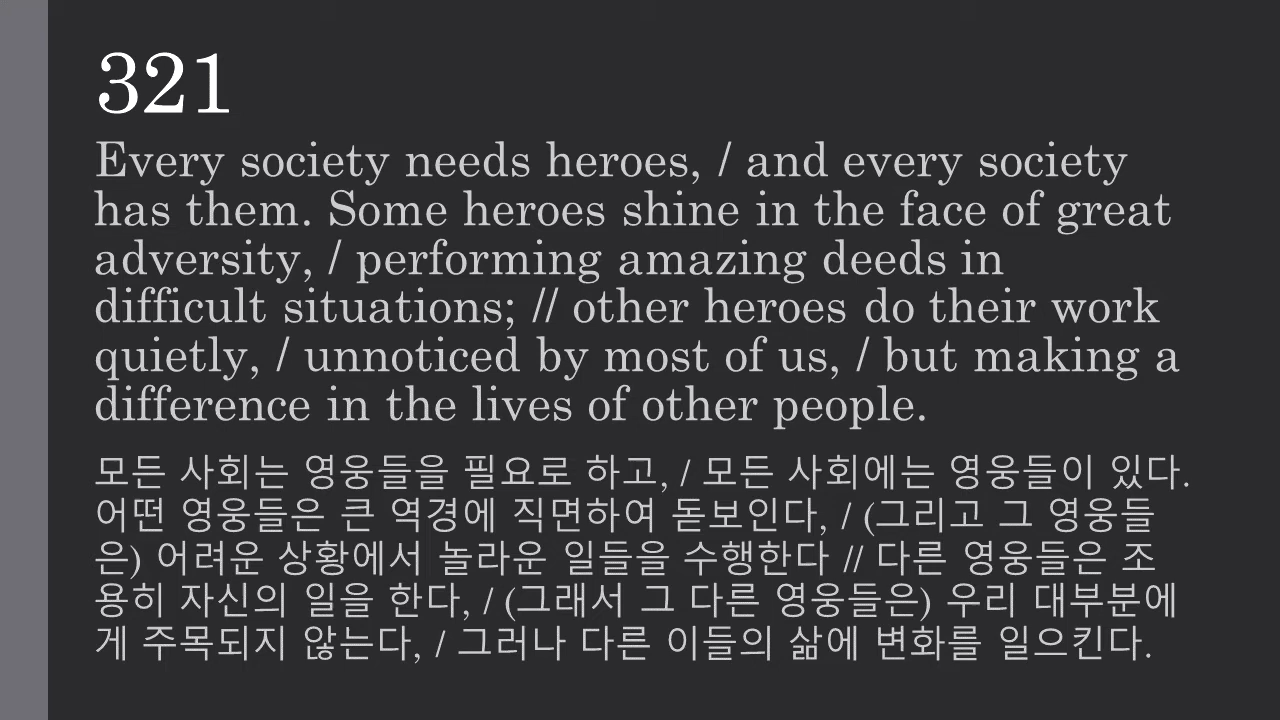 321
Every society needs heroes, / and every society
has them. Some heroes shine in the face of great
adversity, / performing amazing deeds in
difficult situations; // other heroes do their work
quietly, / unnoticed by most of us, / but making a
difference in the lives of other people.
모든 사회는 영웅들을 필요로 하고, / 모든 사회에는 영웅들이 있다.
어떤 영웅들은 큰 역경에 직면하여 돋보인다, / (그리고 그 영웅들
은) 어려운 상황에서 놀라운 일들을 수행한다 // 다른 영웅들은 조
용히 자신의 일을 한다, / (그래서 그 다른 영웅들은) 우리 대부분에
게 주목되지 않는다, / 그러나 다른 이들의 삶에 변화를 일으킨다.